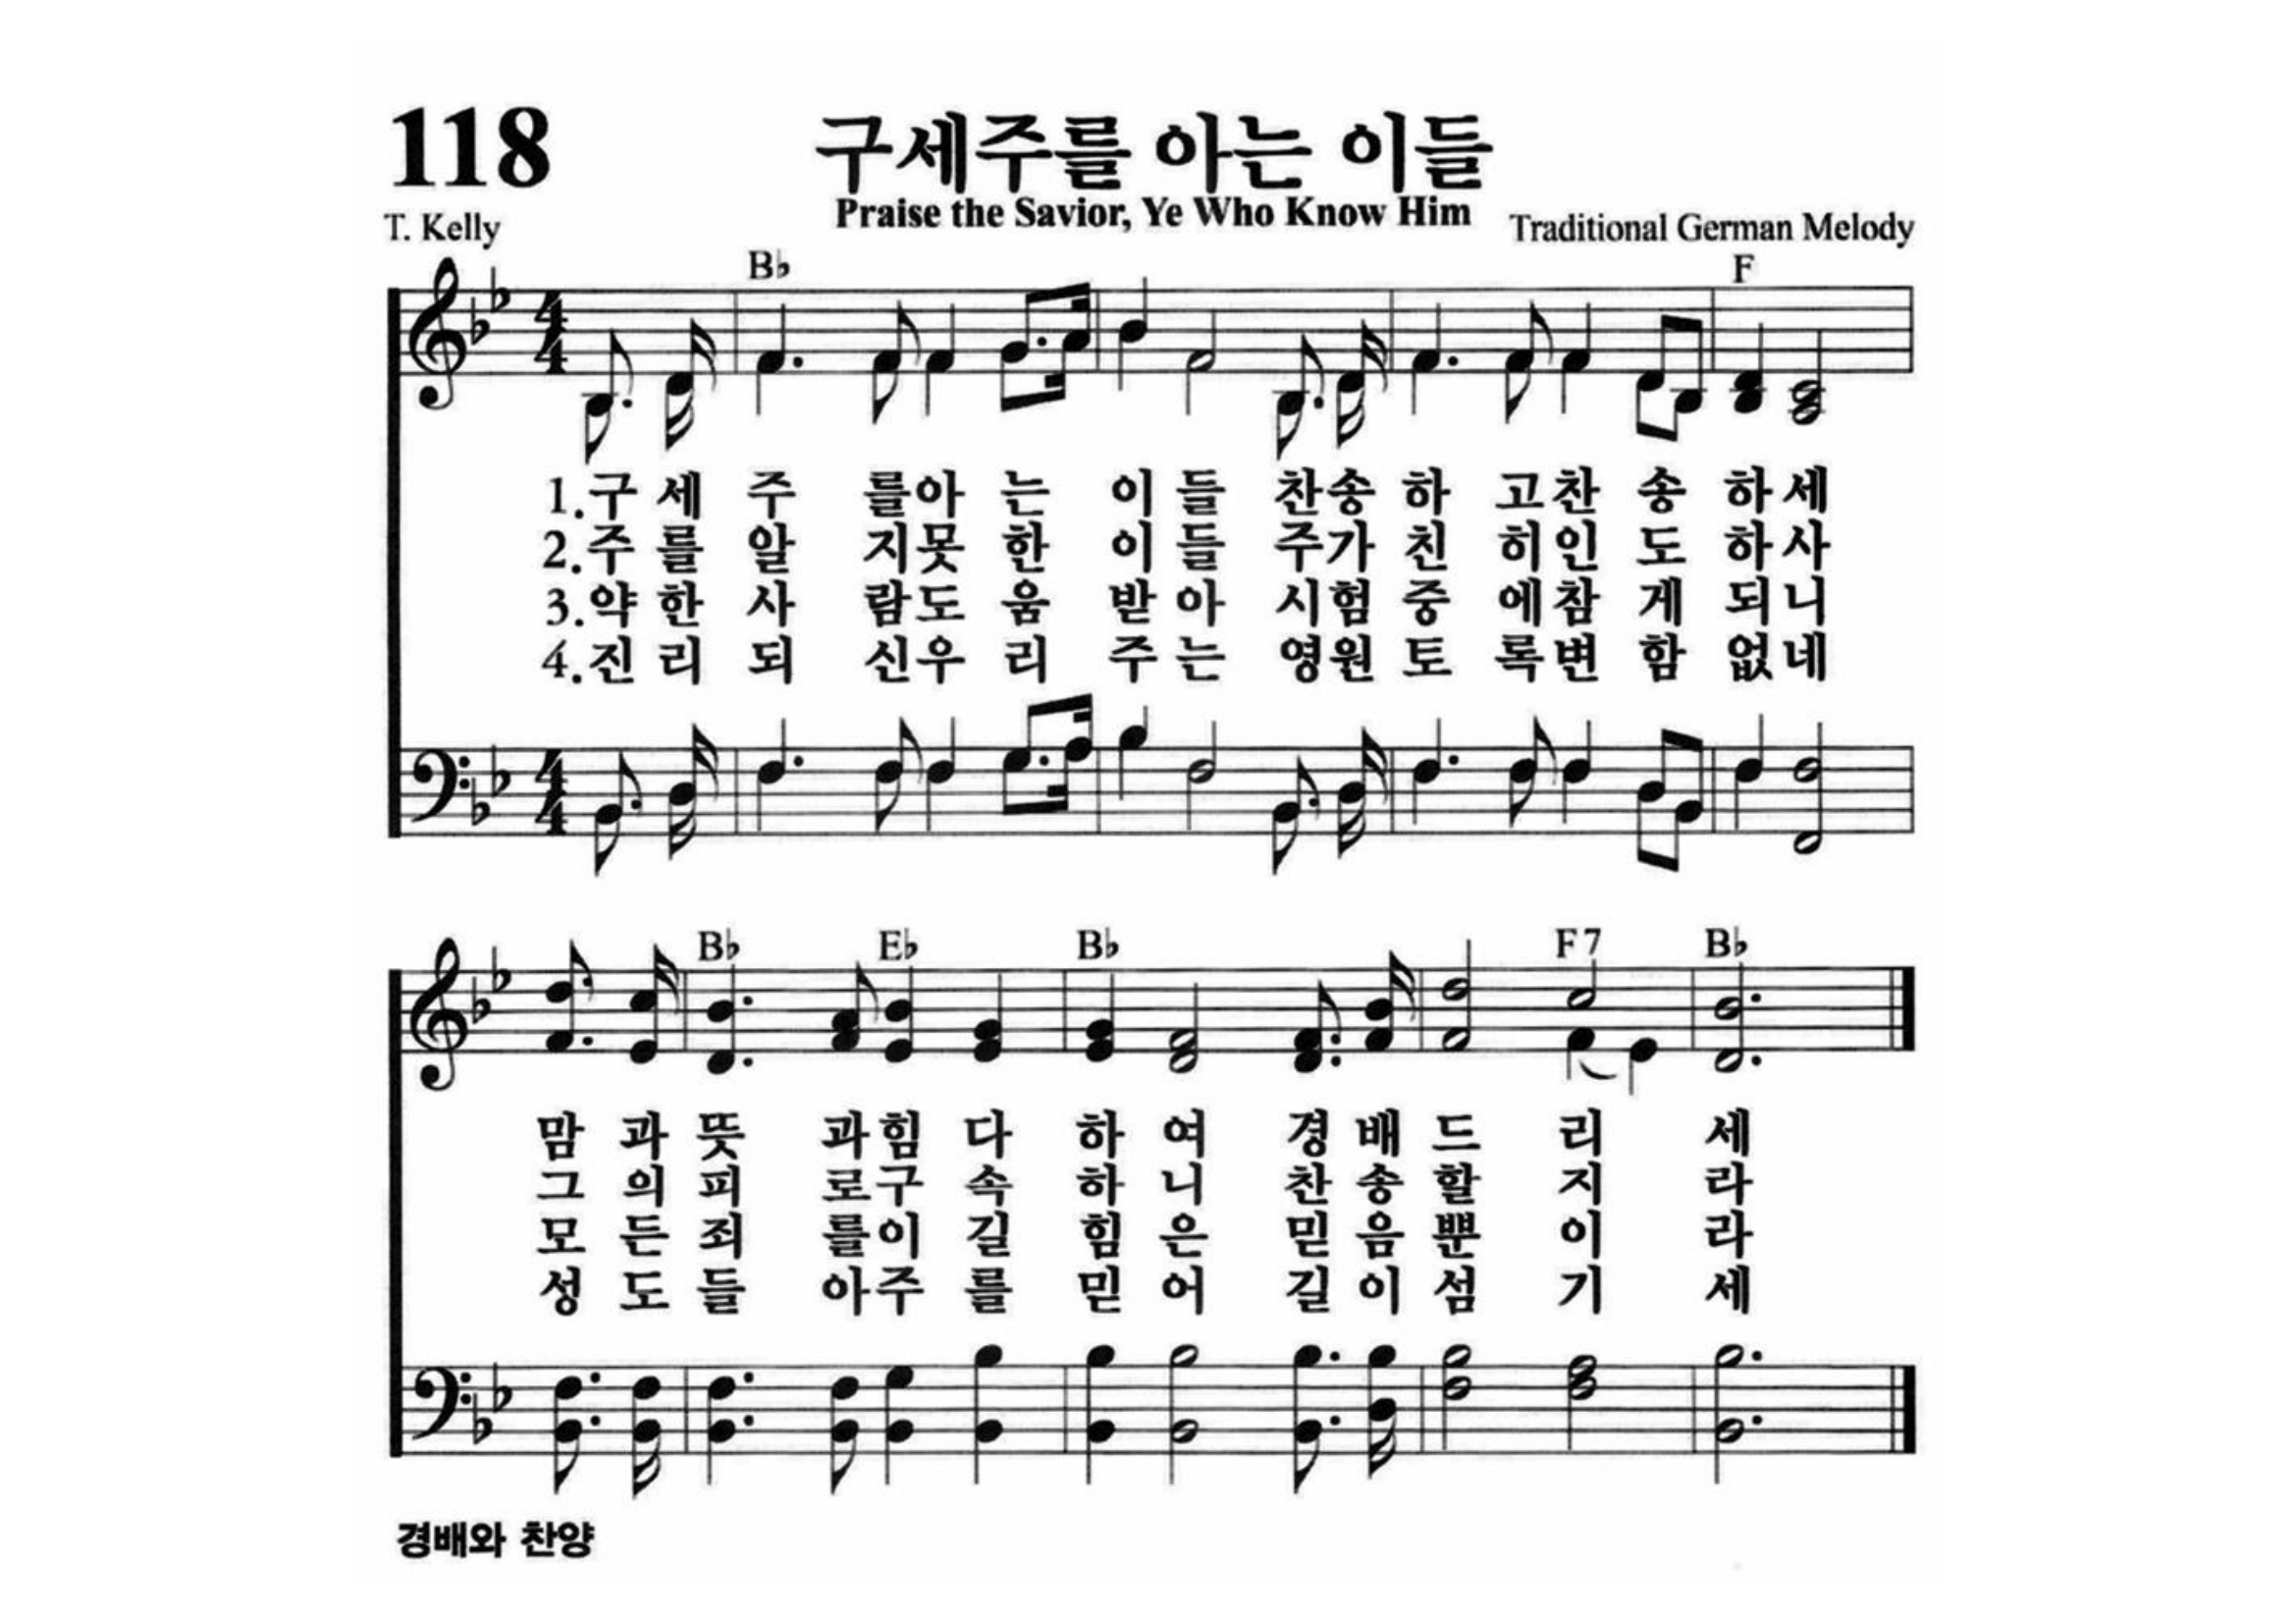 118
구세주를 아는 이들
Praise the Savior, Ye Who Know Him
T. Kelly
Traditional German Melody
B♭ F
1.구 세 주 를아 는 이 들 찬송 하 고찬 송 하세
2.주 를 알 지못 한 이 들 주가 친 히인 도 하사
3.약 한 사 람도 움 받 아 시험 중 에참 게 되니
4.진 리 되 신우 리 주 는 영원 토 록변 함 없네
B♭ E♭ B♭ F7 B♭
맘 과 뜻 과힘 다 하 여 경 배 드 리 세
그 의 피 로구 속 하 니 찬 송 할 지 라
모 든 죄 를이 길 힘 은 믿 음 뿐 이 라
성 도 들 아주 를 믿 어 길 이 섬 기 세
경배와 찬양